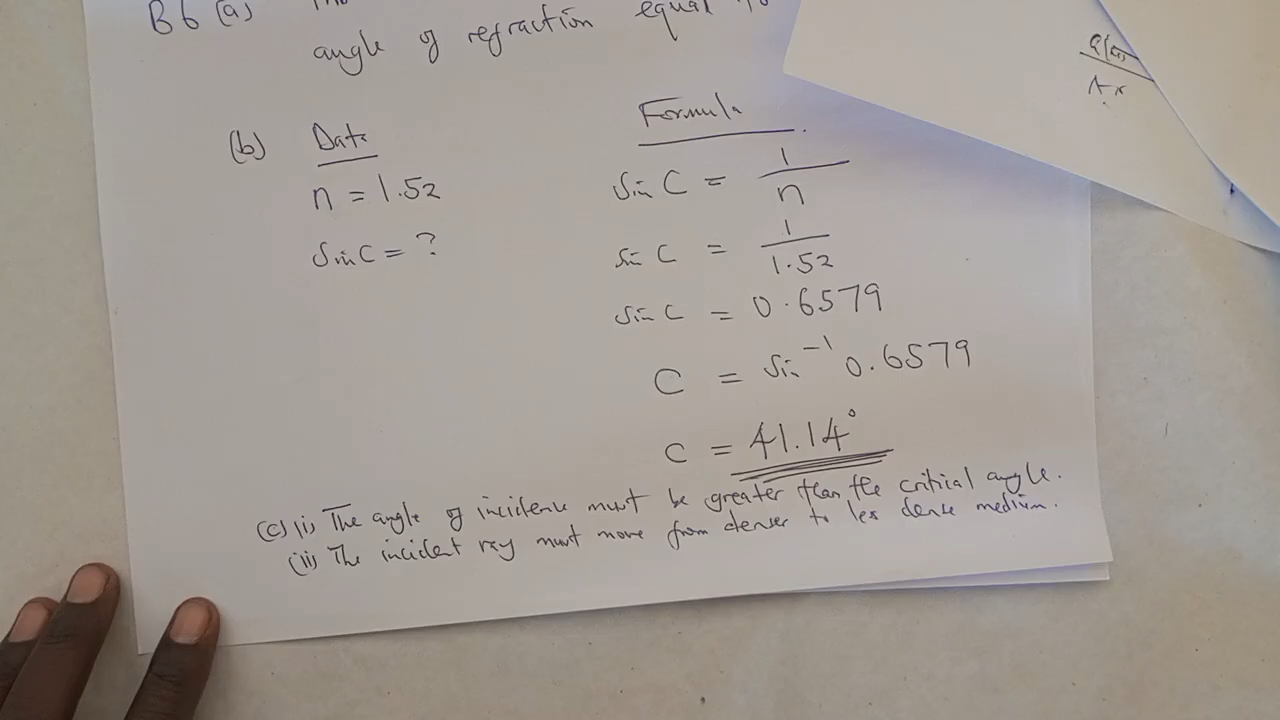 B6 (a)
angle of refraction equal to
(b) Data
n = 1.52
Sin C = ?
Formula
Sin C = 1/n
Sin C = 1/1.52
Sin C = 0.6579
C = Sin⁻¹ 0.6579
C = 41.14°
(c) (i) The angle of incidence must be greater than the critical angle.
(ii) The incident ray must move from denser to less dense medium.